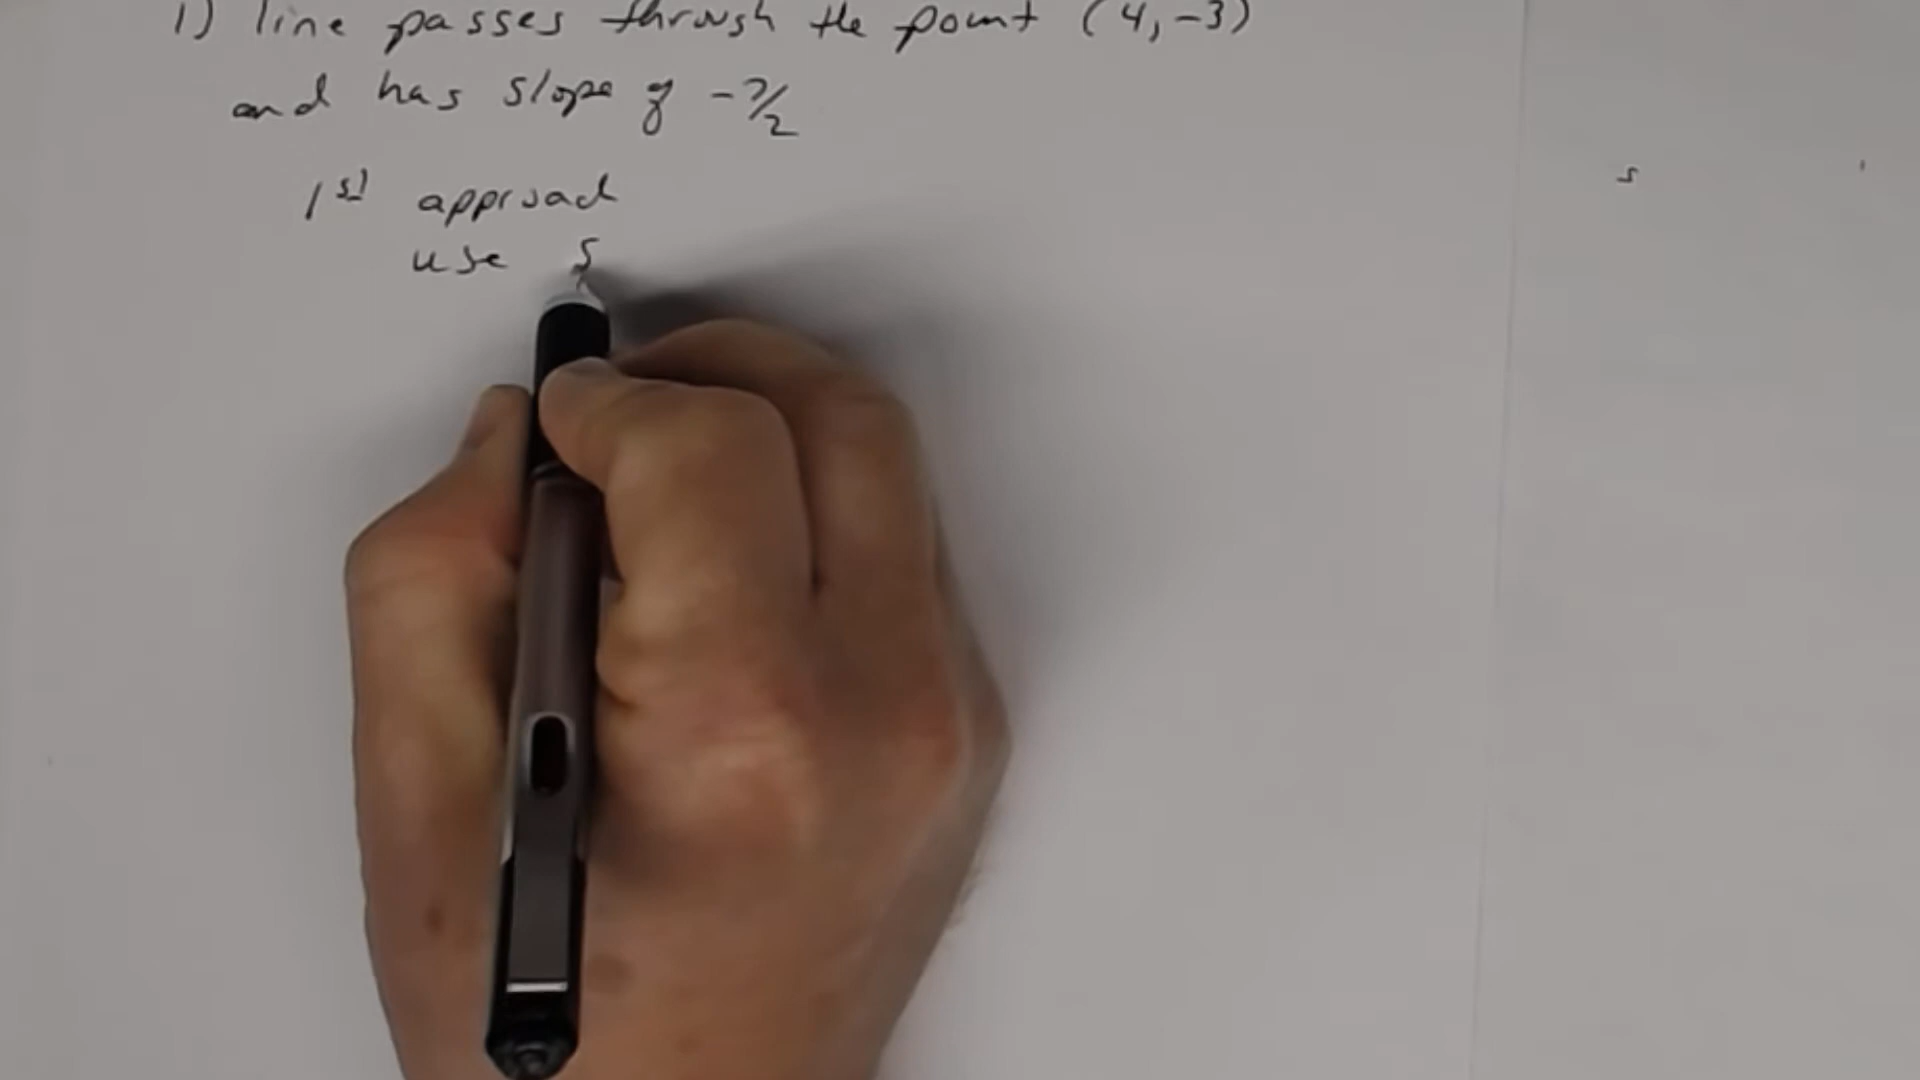 1) line passes through the point (4, -3)
and has slope of -7/2
1st approach
use s
s